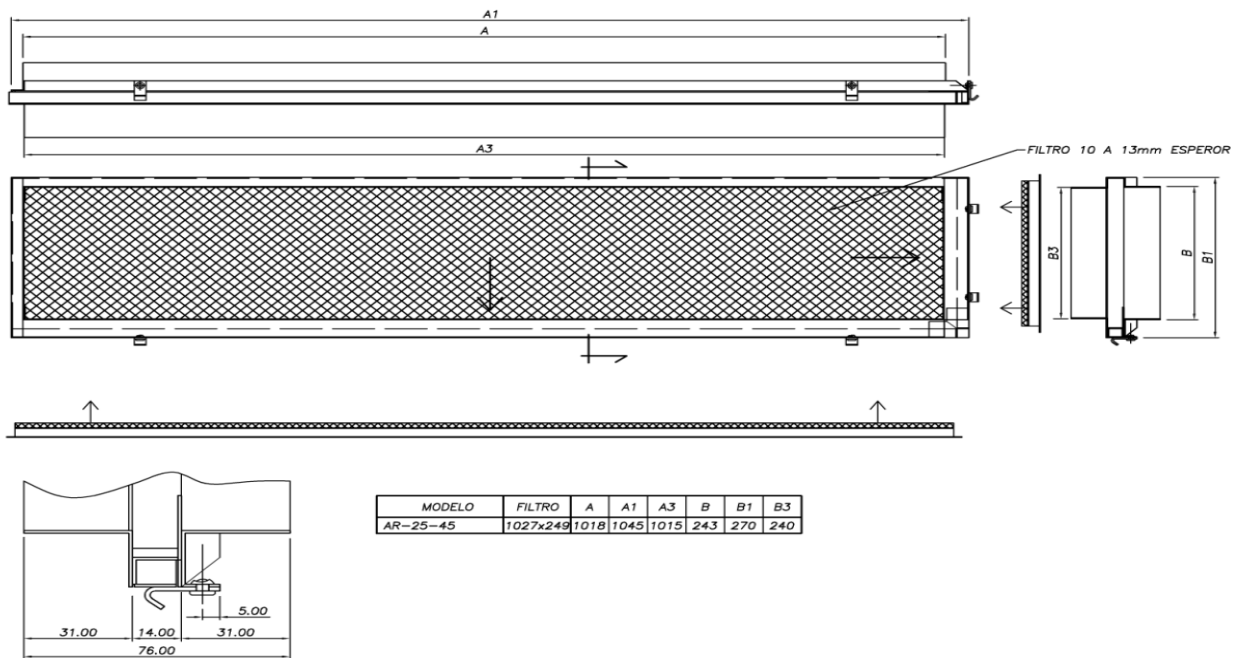 A1
A
A3
FILTRO 10 A 13mm ESPEROR
B3
B
B1
MODELO FILTRO A A1 A3 B B1 B3
AR-25-45 1027x249 1018 1045 1015 243 270 240
5.00
31.00 14.00 31.00
76.00